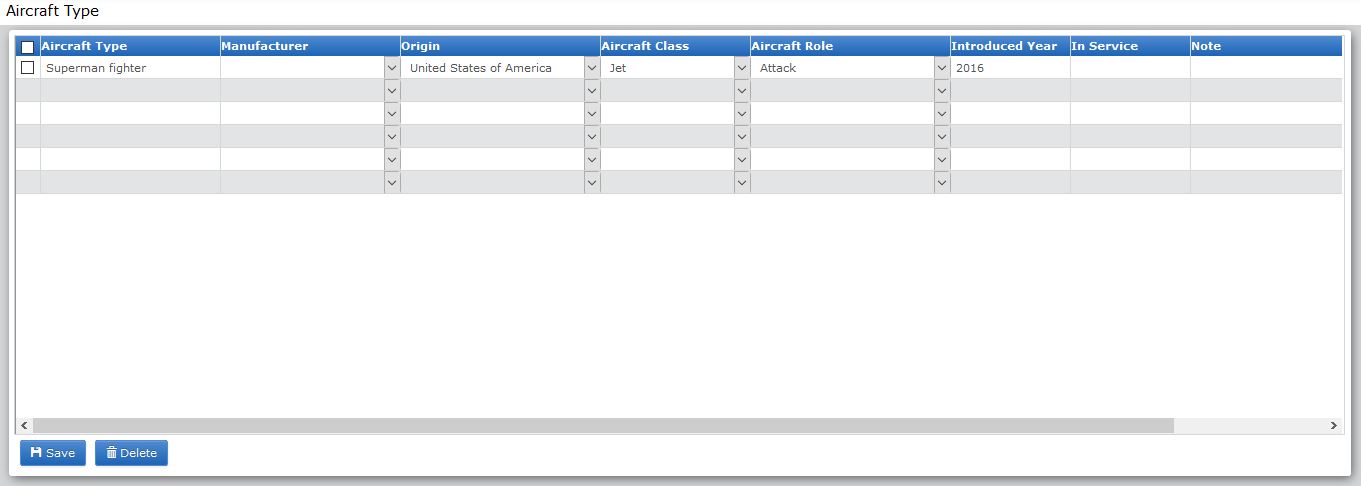 Aircraft Type
Aircraft Type Manufacturer Origin Aircraft Class Aircraft Role Introduced Year In Service Note
Superman fighter United States of America Jet Attack 2016
Save Delete